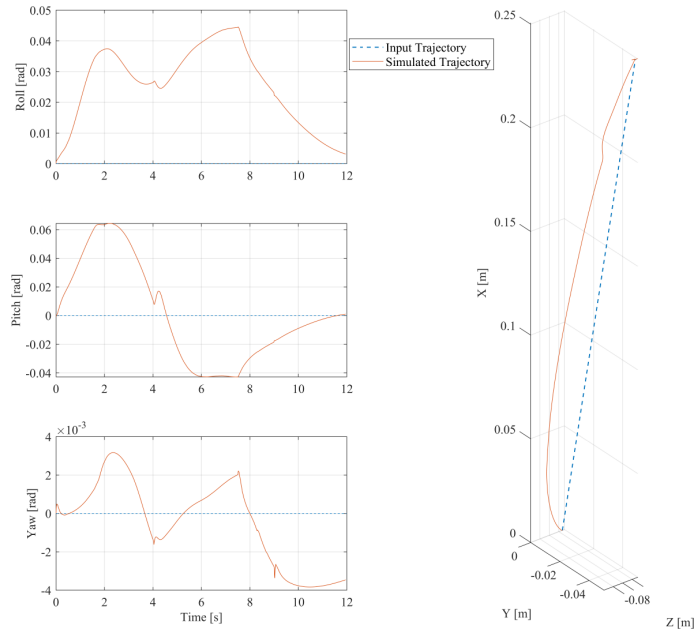 0.05
0.04
0.03
0.02
0.01
0
Roll [rad]
0 2 4 6 8 10 12
0.06
0.04
0.02
0
-0.02
-0.04
Pitch [rad]
0 2 4 6 8 10 12
×10⁻³
4
2
0
-2
-4
Yaw [rad]
0 2 4 6 8 10 12
Time [s]
Input Trajectory
Simulated Trajectory
0.25
0.2
0.15
0.1
0.05
0
X [m]
0
-0.02
-0.04
Y [m]
-0.08
Z [m]